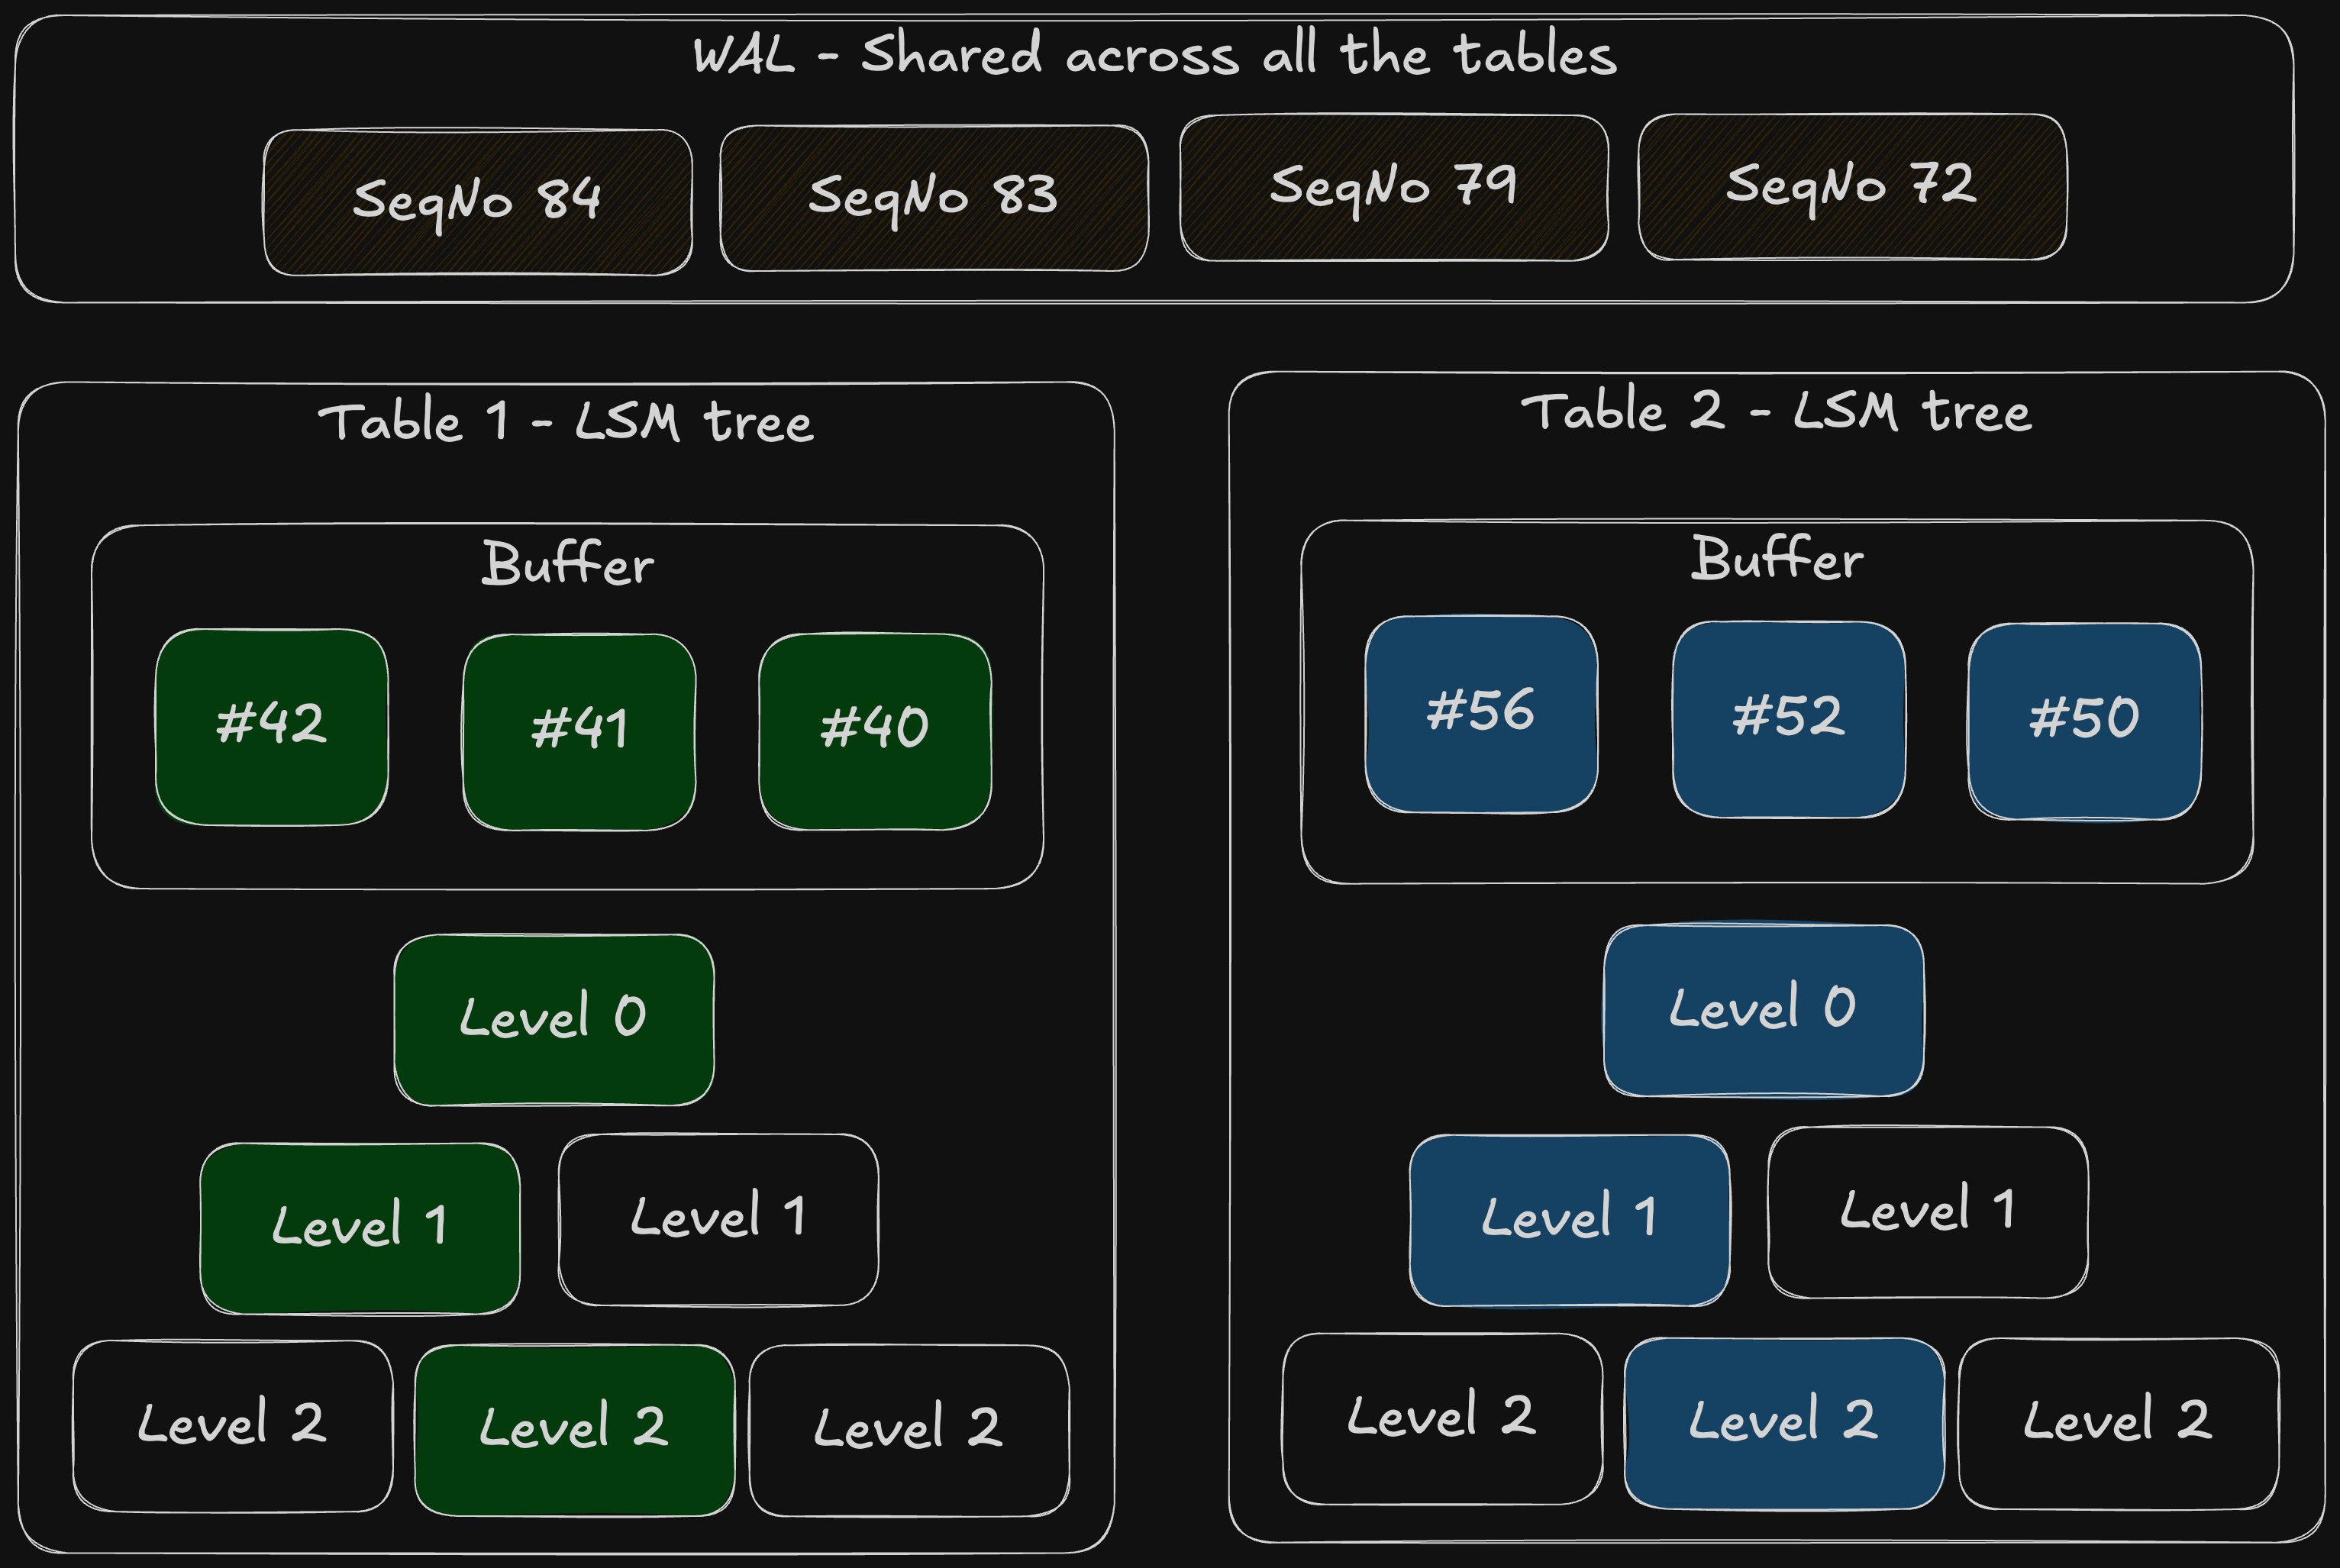 WAL - Shared across all the tables
SeqNo 84
SeqNo 83
SeqNo 79
SeqNo 72
Table 1 - LSM tree
Buffer
#42
#41
#40
Level 0
Level 1
Level 1
Level 2
Level 2
Level 2
Table 2 - LSM tree
Buffer
#56
#52
#50
Level 0
Level 1
Level 1
Level 2
Level 2
Level 2